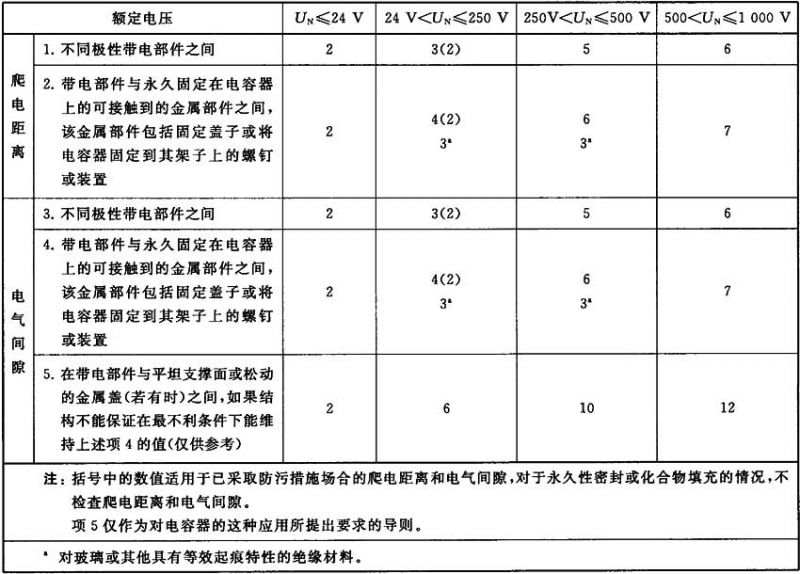 额定电压 U_N≤24 V 24 V<U_N≤250 V 250V<U_N≤500 V 500<U_N≤1 000 V
爬电距离
1. 不同极性带电部件之间 2 3(2) 5 6
2. 带电部件与永久固定在电容器
上的可接触到的金属部件之间，
该金属部件包括固定盖子或将
电容器固定到其架子上的螺钉
或装置
2
4(2)
3ᵃ
6
3ᵃ
7
电气间隙
3. 不同极性带电部件之间 2 3(2) 5 6
4. 带电部件与永久固定在电容器
上的可接触到的金属部件之间，
该金属部件包括固定盖子或将
电容器固定到其架子上的螺钉
或装置
2
4(2)
3ᵃ
6
3ᵃ
7
5. 在带电部件与平坦支撑面或松动
的金属盖(若有时)之间，如果结
构不能保证在最不利条件下能维
持上述项 4 的值(仅供参考)
2 6 10 12
注：括号中的数值适用于已采取防污措施场合的爬电距离和电气间隙，对于永久性密封或化合物填充的情况，不
检查爬电距离和电气间隙。
项 5 仅作为对电容器的这种应用所提出要求的导则。
ᵃ 对玻璃或其他具有等效起痕特性的绝缘材料。